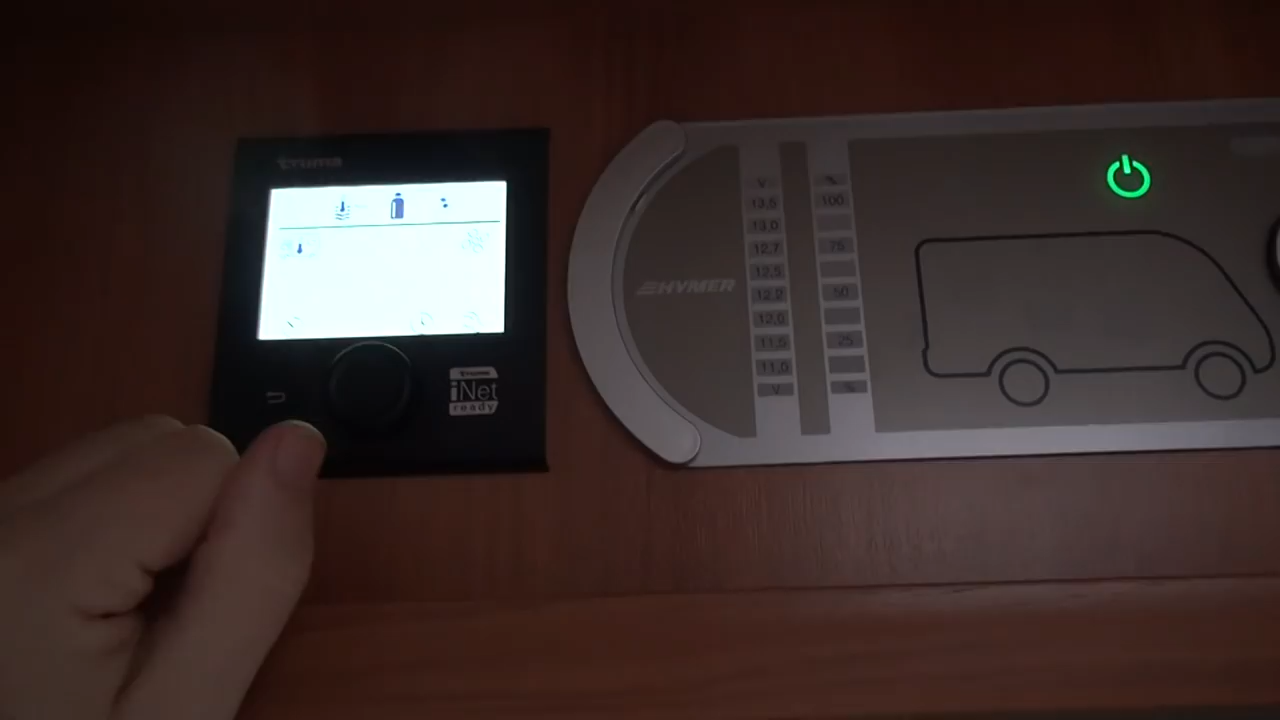 Truma
Truma
iNet
ready
HYMER
V
13,5
13,0
12,7
12,5
12,2
12,0
11,5
11,0
V
%
100
75
50
25
%